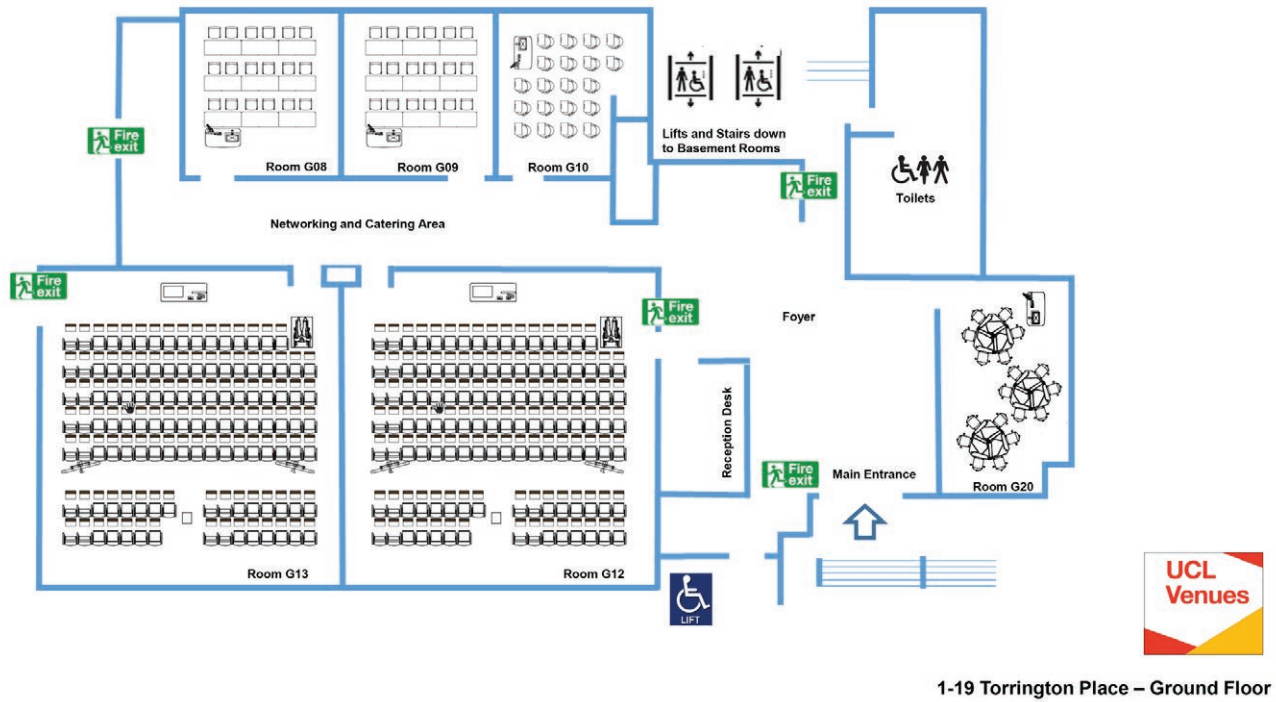 Fire
exit
Room G08
Room G09
Room G10
Lifts and Stairs down
to Basement Rooms
Fire
exit
Toilets
Networking and Catering Area
Fire
exit
Fire
exit
Foyer
Reception Desk
Fire
exit
Main Entrance
Room G20
Room G13
Room G12
LIFT
UCL
Venues
1-19 Torrington Place – Ground Floor